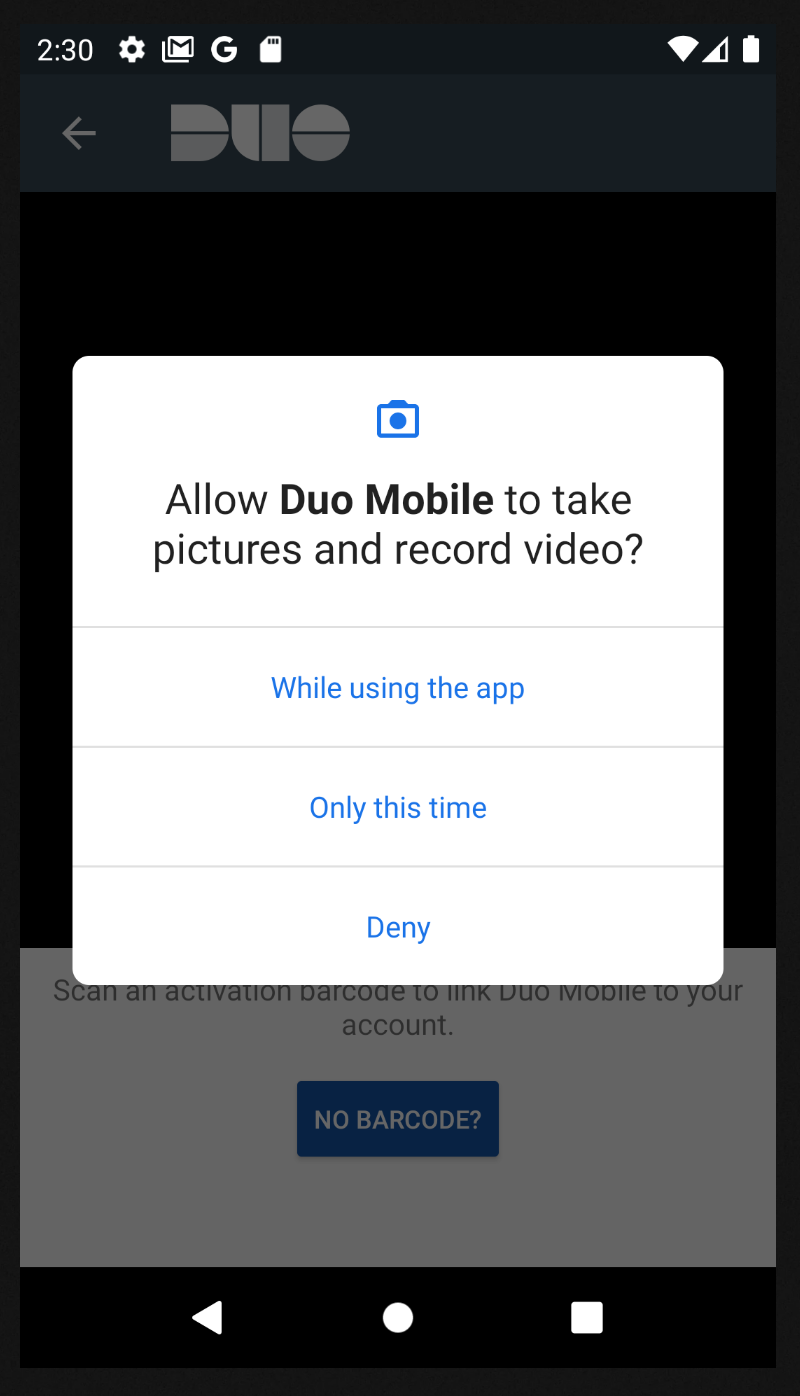 2:30
DUO
Allow Duo Mobile to take
pictures and record video?
While using the app
Only this time
Deny
Scan an activation barcode to link Duo Mobile to your
account.
NO BARCODE?